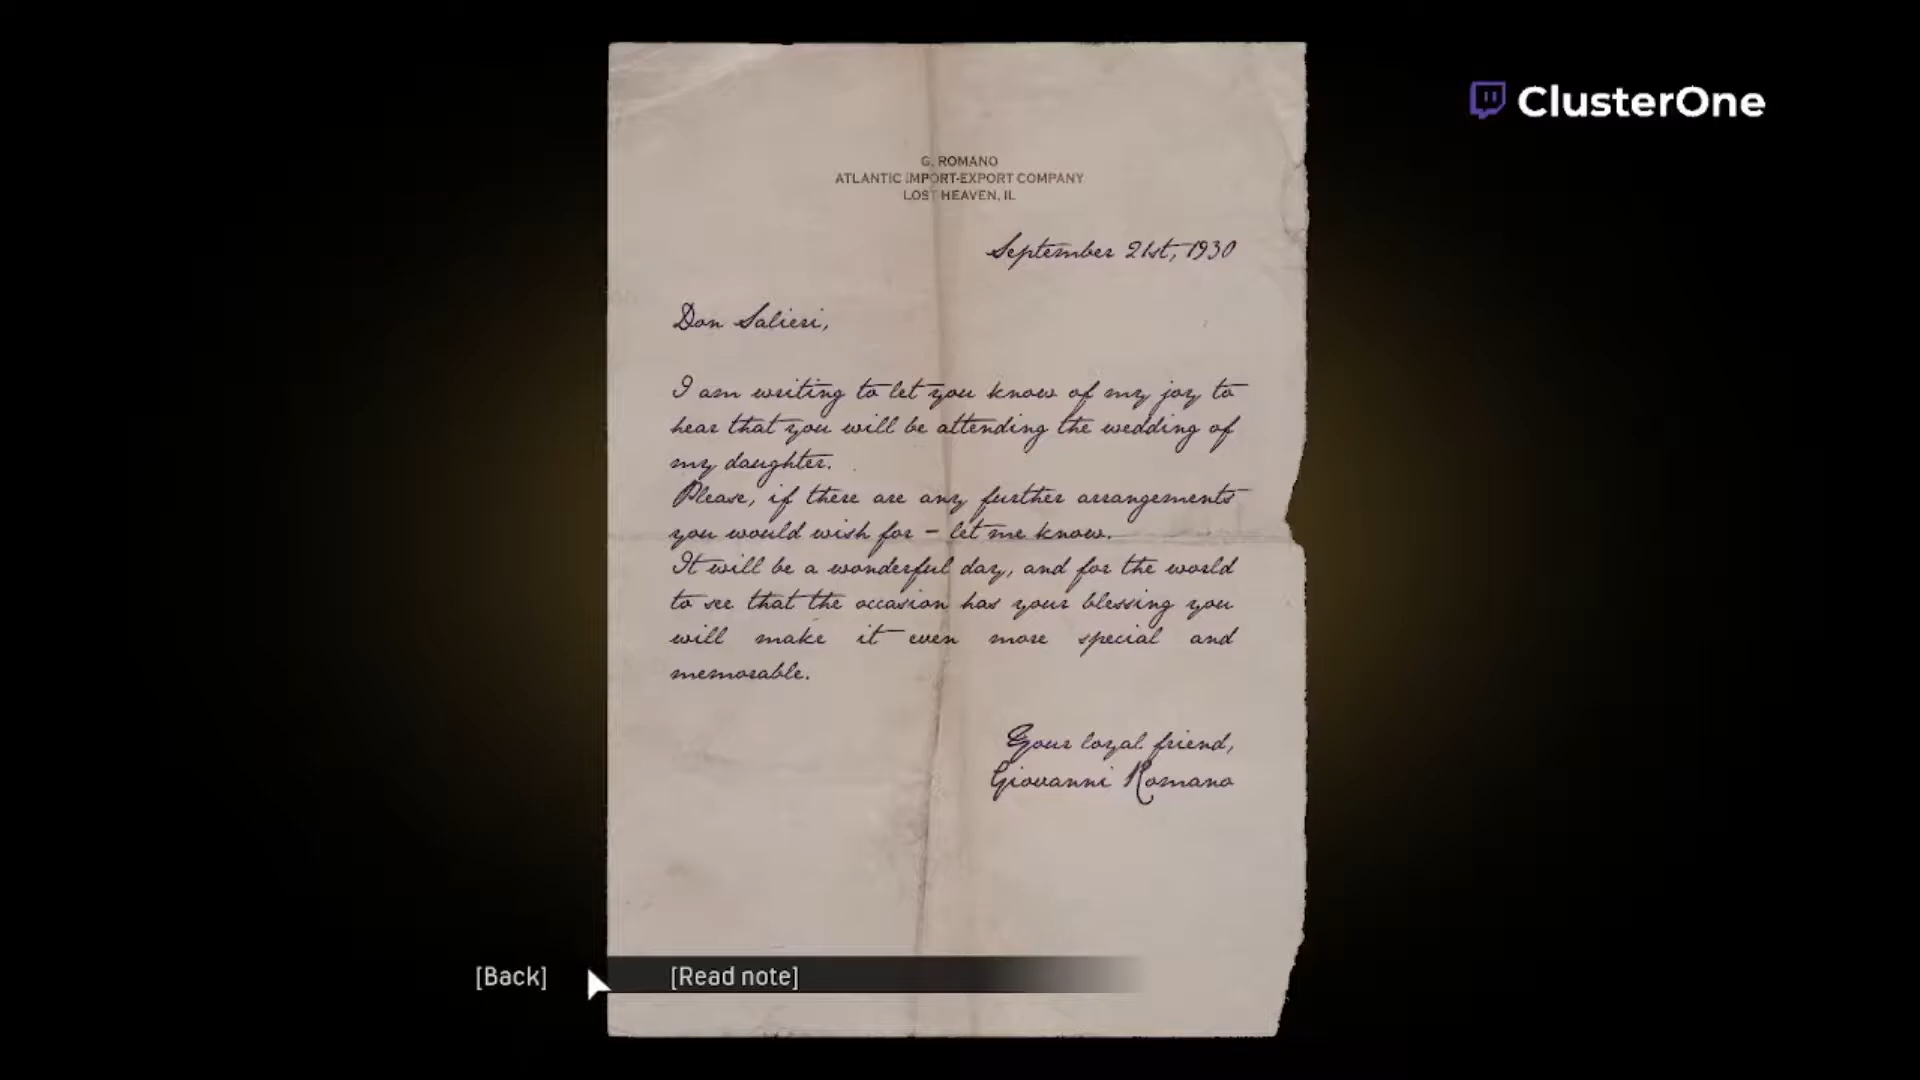 ClusterOne
G. ROMANO
ATLANTIC IMPORT-EXPORT COMPANY
LOST HEAVEN, IL
September 21st, 1930
Don Salieri,
I am writing to let you know of my joy to
hear that you will be attending the wedding of
my daughter.
Please, if there are any further arrangements
you would wish for - let me know.
It will be a wonderful day, and for the world
to see that the occasion has your blessing you
will make it even more special and
memorable.
Your loyal friend,
Giovanni Romano
[Back] [Read note]